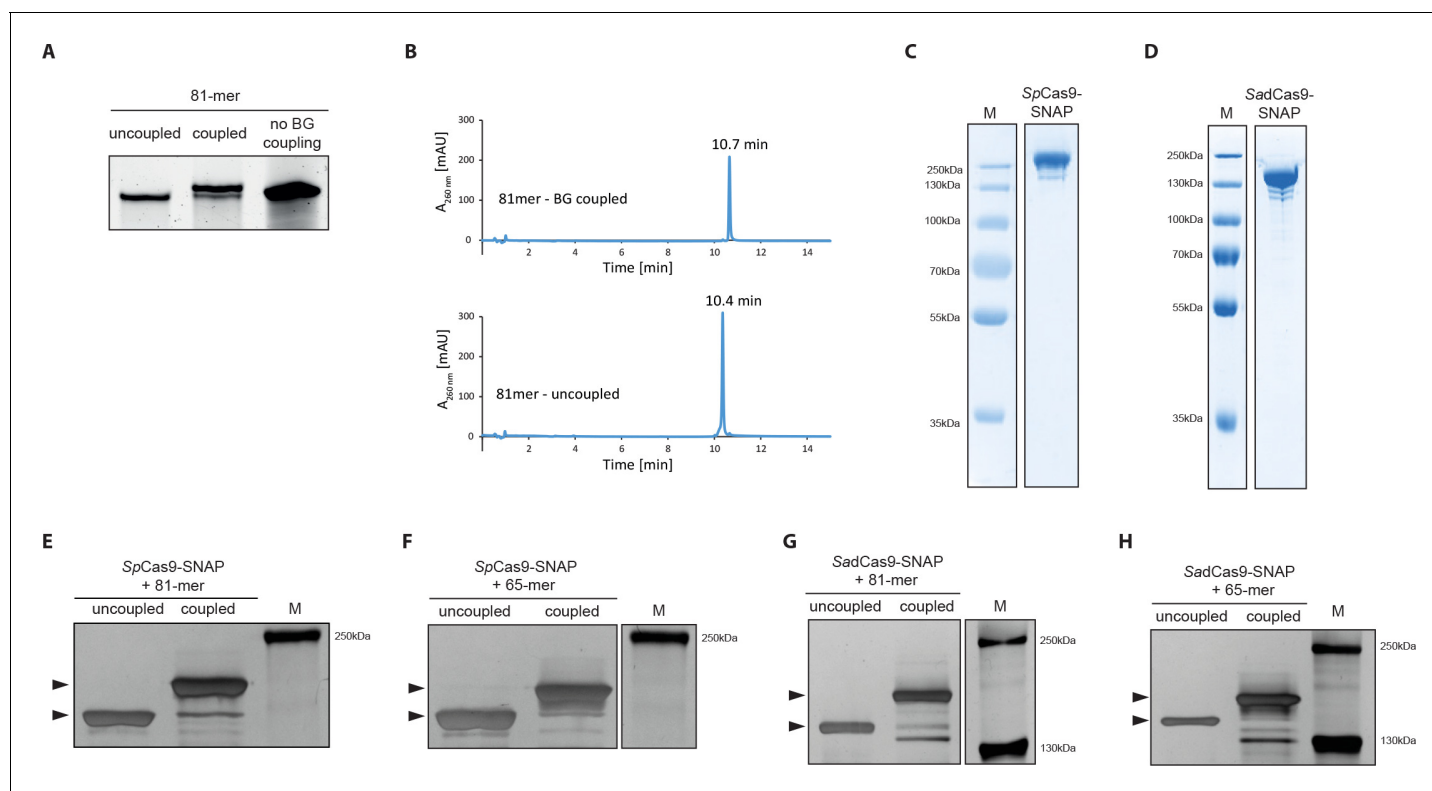 A
81-mer
uncoupled coupled no BG
coupling
B
300
200
100
0
A260 nm [mAU]
10.7 min
81mer - BG coupled
2 4 6 8 10 12 14
Time [min]
300
200
100
0
A260 nm [mAU]
10.4 min
81mer - uncoupled
2 4 6 8 10 12 14
Time [min]
C
M SpCas9-
SNAP
250kDa
130kDa
100kDa
70kDa
55kDa
35kDa
D
M SadCas9-
SNAP
250kDa
130kDa
100kDa
70kDa
55kDa
35kDa
E
SpCas9-SNAP
+ 81-mer
uncoupled coupled M
250kDa
F
SpCas9-SNAP
+ 65-mer
uncoupled coupled M
250kDa
G
SadCas9-SNAP
+ 81-mer
uncoupled coupled M
250kDa
130kDa
H
SadCas9-SNAP
+ 65-mer
uncoupled coupled M
250kDa
130kDa